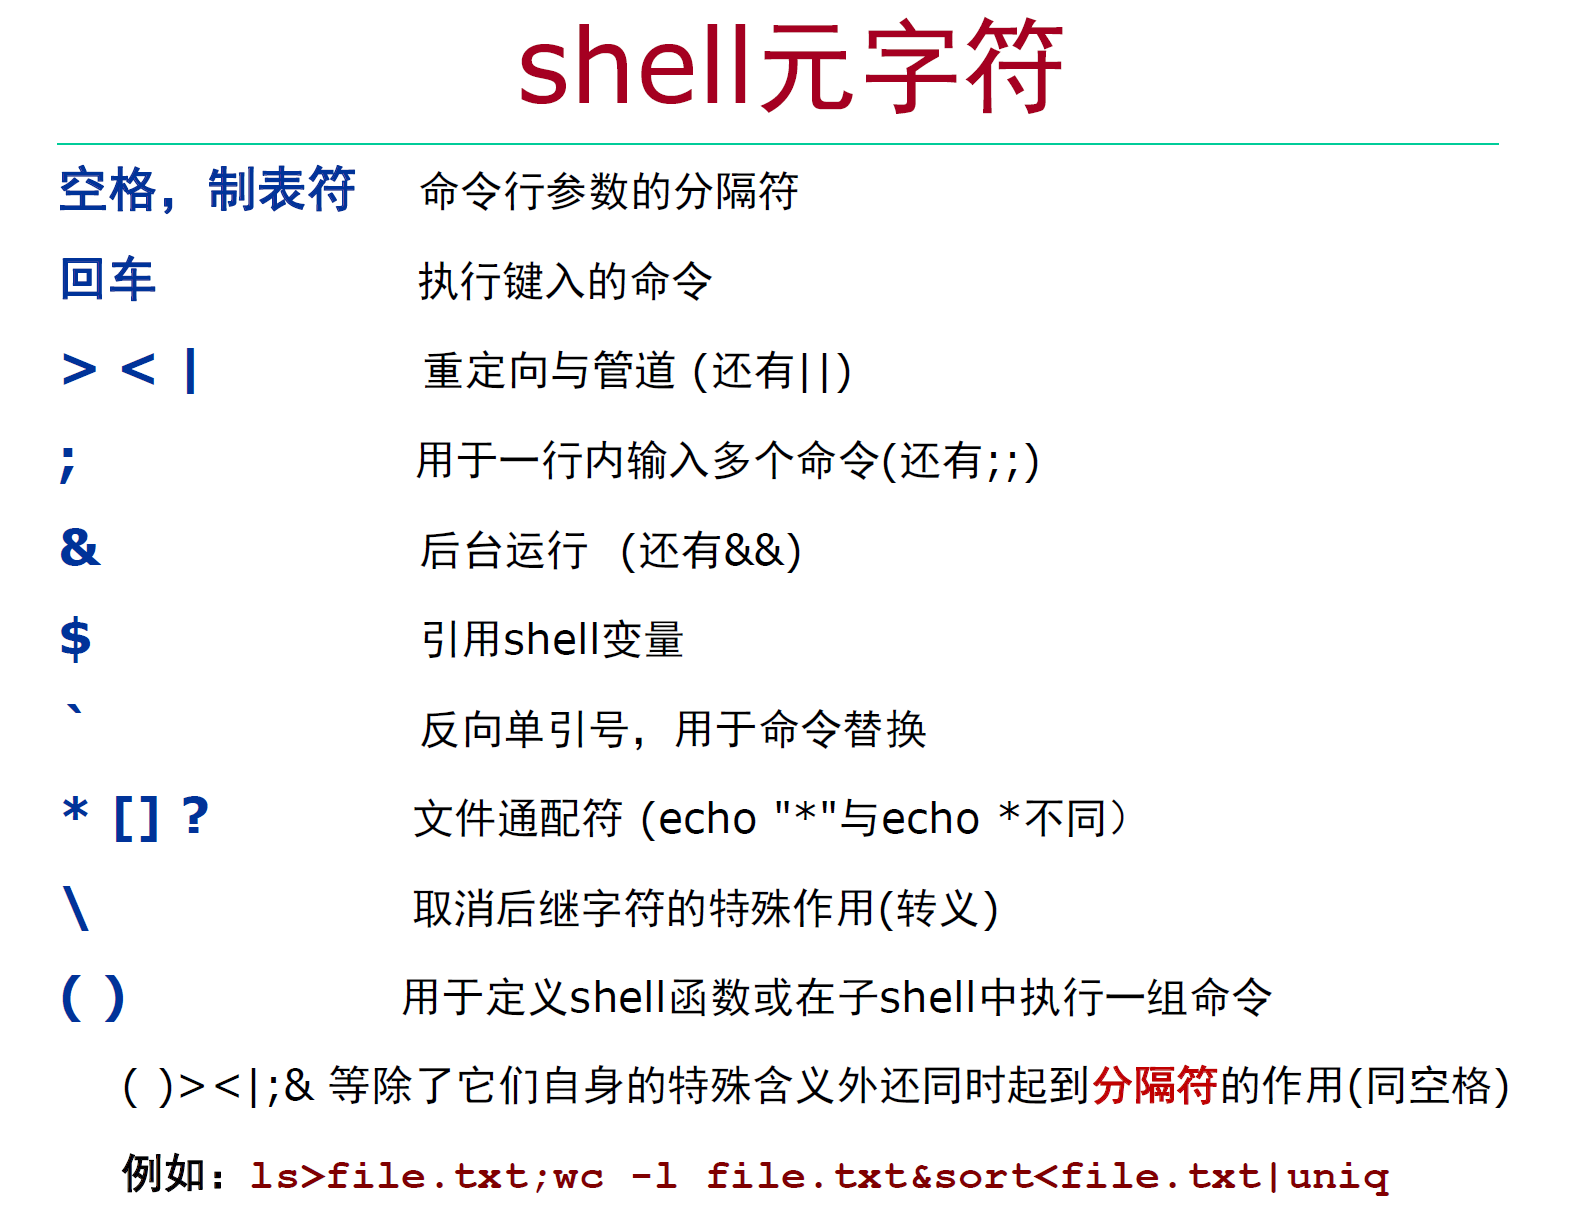 shell元字符
空格，制表符 命令行参数的分隔符
回车 执行键入的命令
> < | 重定向与管道 (还有||)
; 用于一行内输入多个命令(还有;;)
& 后台运行 (还有&&)
$ 引用shell变量
` 反向单引号，用于命令替换
* [] ? 文件通配符 (echo "*"与echo *不同）
\ 取消后继字符的特殊作用(转义)
( ) 用于定义shell函数或在子shell中执行一组命令
( )><|;& 等除了它们自身的特殊含义外还同时起到分隔符的作用(同空格)
例如：ls>file.txt;wc -l file.txt&sort<file.txt|uniq